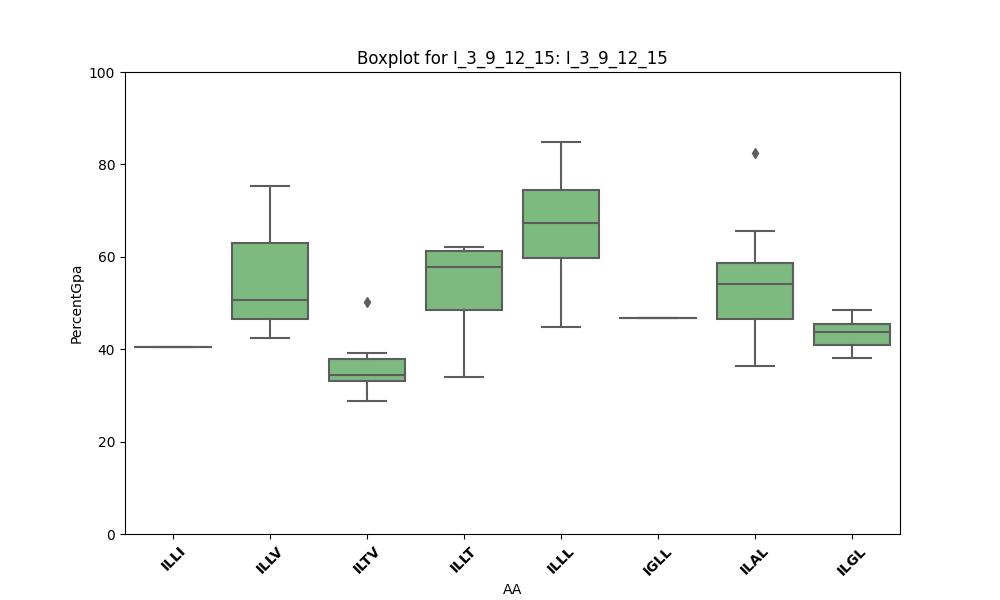 Boxplot for I_3_9_12_15: I_3_9_12_15
100
80
60
40
20
0
PercentGpa
ILLI
ILLV
ILTV
ILLT
ILLL
IGLL
ILAL
ILGL
AA